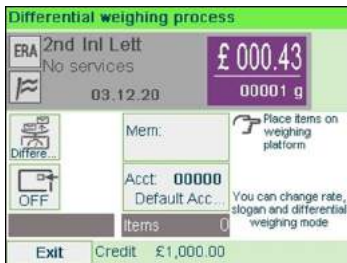 Differential weighing process
ERA
2nd Inl Lett
No services
03.12.20
£ 000.43
00001 g
Differe...
Mem:
Place items on
weighing
platform
OFF
Acct: 00000
Default Acc...
You can change rate,
slogan and differential
weighing mode
Items 0
Exit
Credit £1,000.00